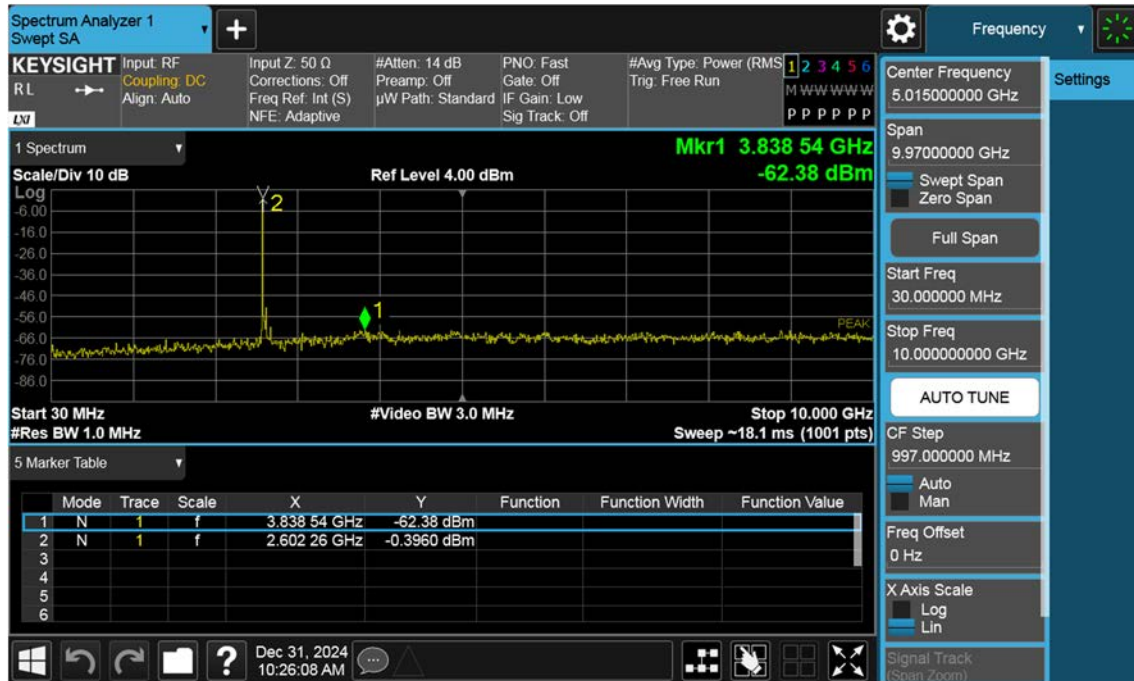 Spectrum Analyzer 1
Swept SA
+
Frequency
KEYSIGHT
RL
LXI
Input: RF
Coupling: DC
Align: Auto
Input Z: 50 Ω
Corrections: Off
Freq Ref: Int (S)
NFE: Adaptive
#Atten: 14 dB
Preamp: Off
µW Path: Standard
PNO: Fast
Gate: Off
IF Gain: Low
Sig Track: Off
#Avg Type: Power (RMS
Trig: Free Run
1 2 3 4 5 6
M W W W W W
P P P P P P
1 Spectrum
Mkr1 3.838 54 GHz
-62.38 dBm
Scale/Div 10 dB
Ref Level 4.00 dBm
Log
-6.00
-16.0
-26.0
-36.0
-46.0
-56.0
-66.0
-76.0
-86.0
2
1
PEAK
Start 30 MHz
#Video BW 3.0 MHz
Stop 10.000 GHz
#Res BW 1.0 MHz
Sweep ~18.1 ms (1001 pts)
5 Marker Table
Mode Trace Scale X Y Function Function Width Function Value
1 N 1 f 3.838 54 GHz -62.38 dBm
2 N 1 f 2.602 26 GHz -0.3960 dBm
3
4
5
6
?
Dec 31, 2024
10:26:08 AM
Center Frequency
5.015000000 GHz
Span
9.97000000 GHz
Swept Span
Zero Span
Full Span
Start Freq
30.000000 MHz
Stop Freq
10.000000000 GHz
AUTO TUNE
CF Step
997.000000 MHz
Auto
Man
Freq Offset
0 Hz
X Axis Scale
Log
Lin
Signal Track
(Span Zoom)
Settings